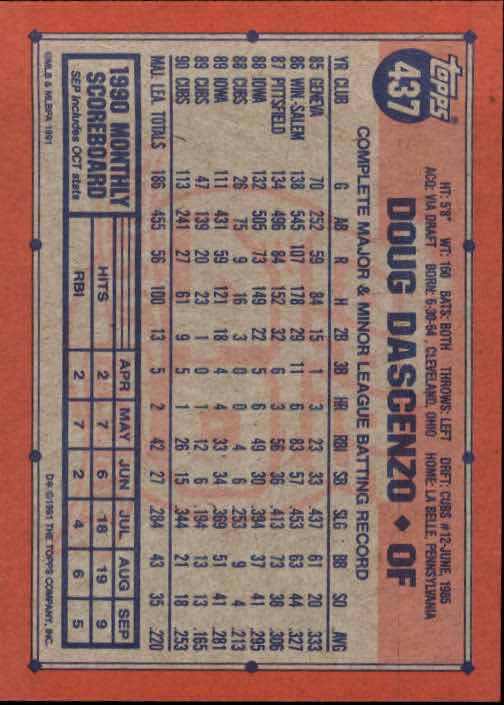 TOPPS
437
HT: 5'8" WT: 160 BATS: BOTH THROWS: LEFT DRFT: CUBS #12-JUNE, 1985
ACQ: VIA DRAFT BORN: 6-30-64, CLEVELAND, OHIO HOME: LA BELLE, PENNSYLVANIA
DOUG DASCENZO ◆ OF
COMPLETE MAJOR & MINOR LEAGUE BATTING RECORD
YR CLUB G AB R H 2B 3B HR RBI SB SLG BB SO AVG
85 GENEVA 70 252 59 84 15 1 3 23 33 .437 61 20 .333
86 WIN-SALEM 138 545 107 178 29 11 6 83 57 .453 63 44 .327
87 PITTSFIELD 134 496 84 152 32 6 3 56 36 .413 73 38 .306
88 IOWA 132 505 73 149 22 5 6 49 30 .394 37 41 .295
88 CUBS 26 75 9 16 3 0 0 4 6 .253 9 4 .213
89 IOWA 111 431 59 121 18 4 4 33 34 .369 51 41 .281
89 CUBS 47 139 20 23 1 0 1 12 6 .194 13 13 .165
90 CUBS 113 241 27 61 9 5 1 26 15 .344 21 18 .253
MAJ. LEA. TOTALS 186 455 56 100 13 5 2 42 27 .284 43 35 .220
1990 MONTHLY SCOREBOARD
SEP Includes OCT stats
APR MAY JUN JUL AUG SEP
HITS 2 7 6 18 19 9
RBI 2 7 2 4 6 5
©MLB & MLBPA 1991
D* ©1991 THE TOPPS COMPANY, INC.